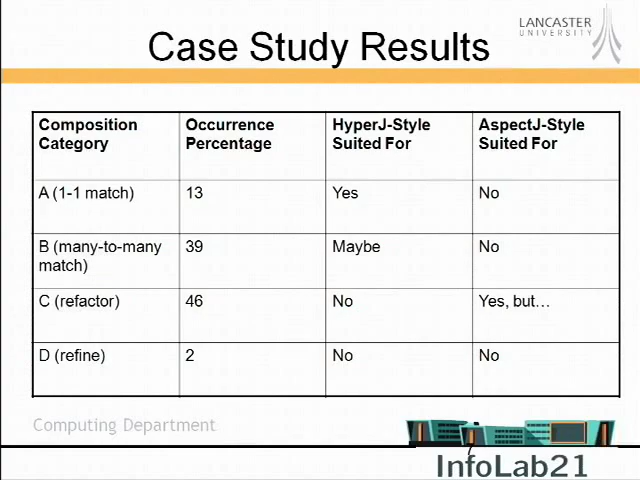 LANCASTER
UNIVERSITY
Case Study Results
Composition Category
Occurrence Percentage
HyperJ-Style Suited For
AspectJ-Style Suited For
A (1-1 match) 13 Yes No
B (many-to-many match) 39 Maybe No
C (refactor) 46 No Yes, but…
D (refine) 2 No No
Computing Department
7
InfoLab21